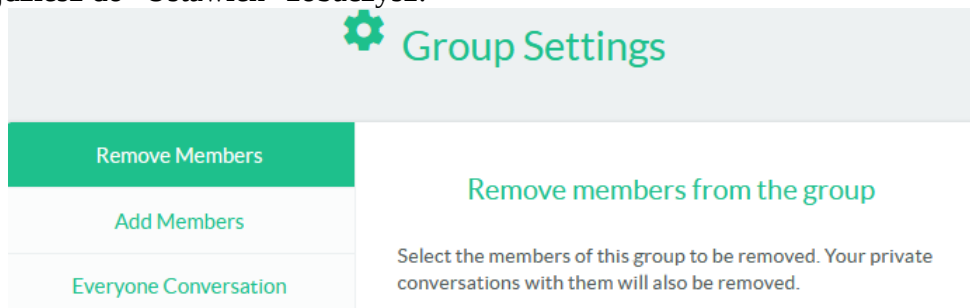 Group Settings
Remove Members
Add Members
Everyone Conversation
Remove members from the group
Select the members of this group to be removed. Your private
conversations with them will also be removed.